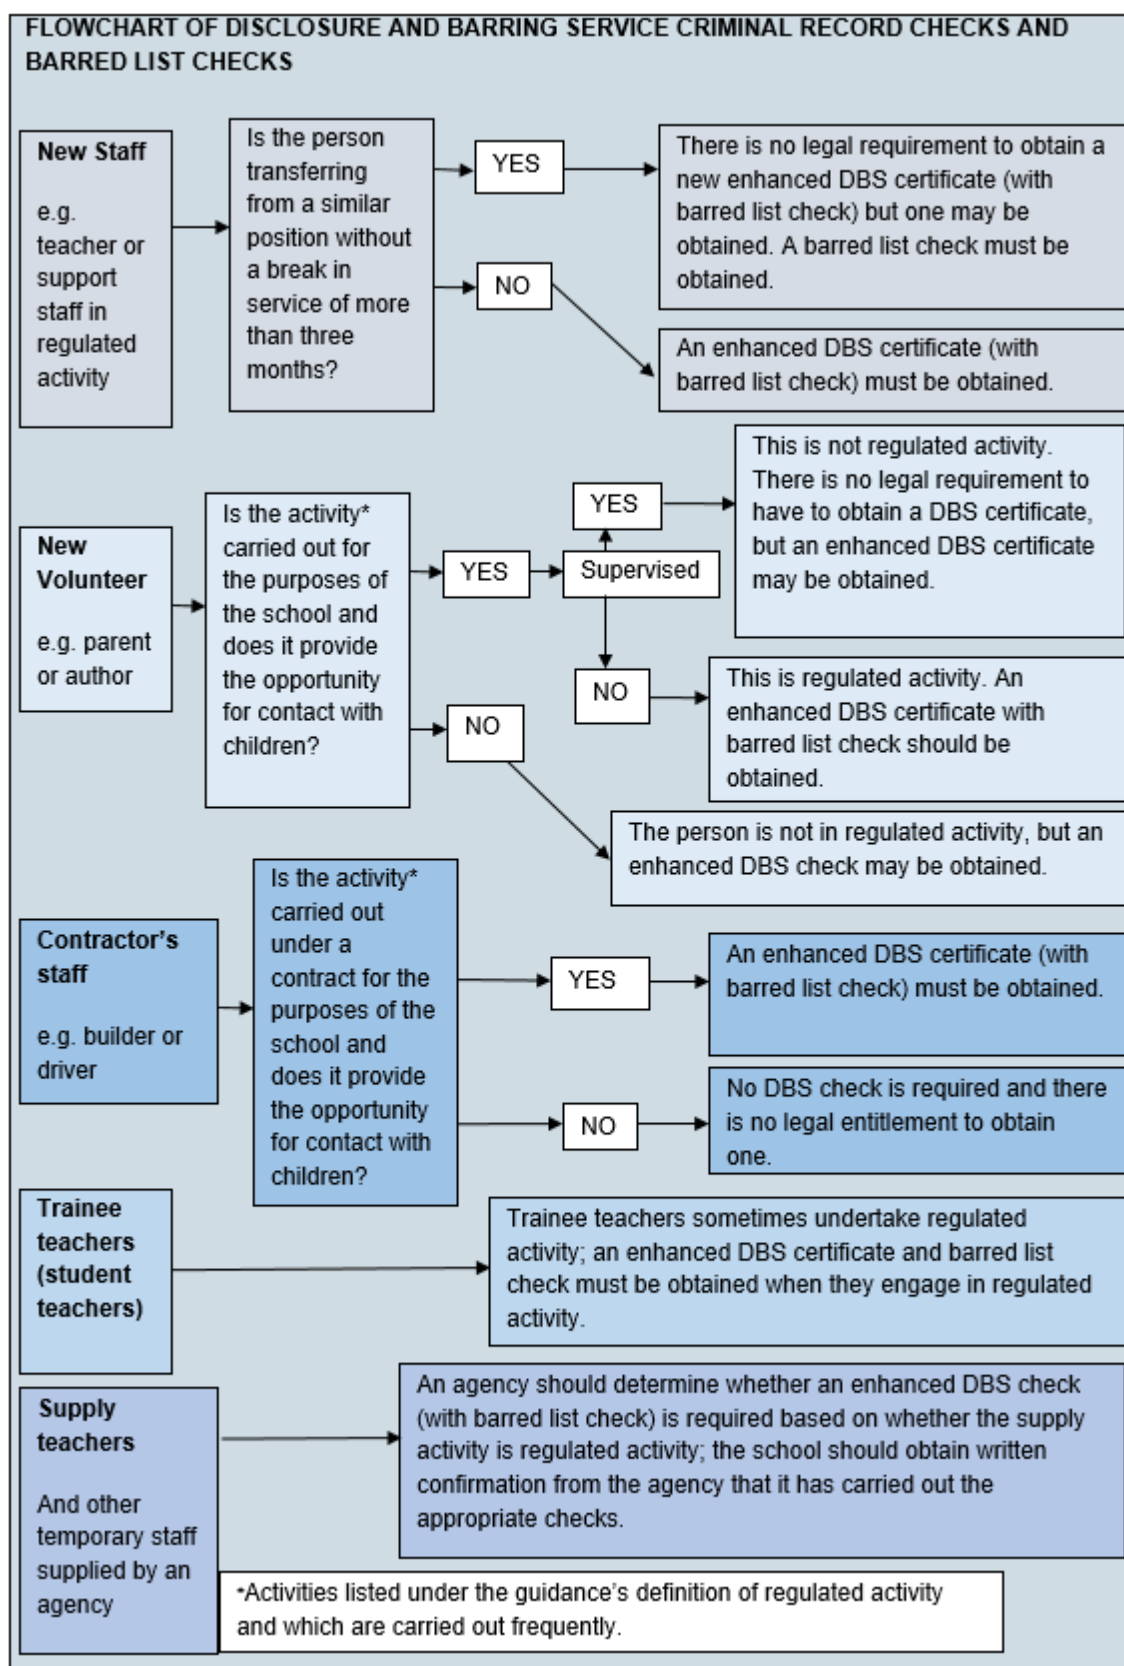 FLOWCHART OF DISCLOSURE AND BARRING SERVICE CRIMINAL RECORD CHECKS AND
BARRED LIST CHECKS
New Staff
e.g.
teacher or
support
staff in
regulated
activity
Is the person
transferring
from a similar
position without
a break in
service of more
than three
months?
YES
There is no legal requirement to obtain a
new enhanced DBS certificate (with
barred list check) but one may be
obtained. A barred list check must be
obtained.
NO
An enhanced DBS certificate (with
barred list check) must be obtained.
New
Volunteer
e.g. parent
or author
Is the activity*
carried out for
the purposes of
the school and
does it provide
the opportunity
for contact with
children?
YES
Supervised
YES
This is not regulated activity.
There is no legal requirement to
have to obtain a DBS certificate,
but an enhanced DBS certificate
may be obtained.
NO
This is regulated activity. An
enhanced DBS certificate with
barred list check should be
obtained.
NO
The person is not in regulated activity, but an
enhanced DBS check may be obtained.
Contractor's
staff
e.g. builder or
driver
Is the activity*
carried out
under a
contract for the
purposes of the
school and
does it provide
the opportunity
for contact with
children?
YES
An enhanced DBS certificate (with
barred list check) must be obtained.
NO
No DBS check is required and there
is no legal entitlement to obtain
one.
Trainee
teachers
(student
teachers)
Trainee teachers sometimes undertake regulated
activity; an enhanced DBS certificate and barred list
check must be obtained when they engage in regulated
activity.
Supply
teachers
And other
temporary staff
supplied by an
agency
An agency should determine whether an enhanced DBS check
(with barred list check) is required based on whether the supply
activity is regulated activity; the school should obtain written
confirmation from the agency that it has carried out the
appropriate checks.
*Activities listed under the guidance's definition of regulated activity
and which are carried out frequently.